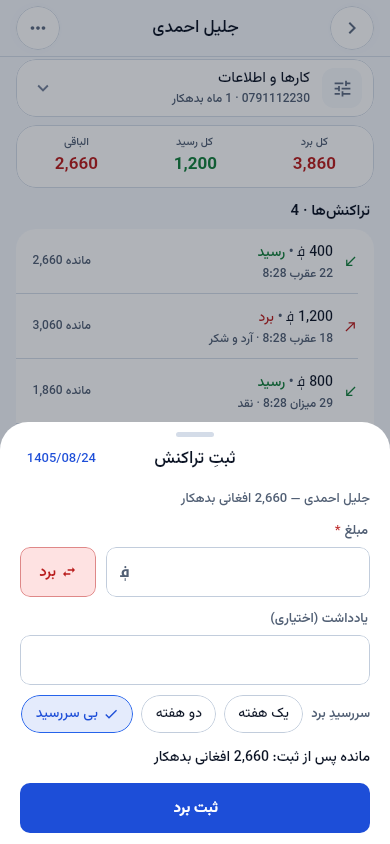 جلیل احمدی
کارها و اطلاعات
0791112230 · 1 ماه بدهکار
کل برد
3,860
کل رسید
1,200
الباقی
2,660
تراکنش‌ها · 4
400 ؋ • رسید
مانده 2,660
22 عقرب 8:28
1,200 ؋ • برد
مانده 3,060
18 عقرب 8:28 · آرد و شکر
800 ؋ • رسید
مانده 1,860
29 میزان 8:28 · نقد
ثبتِ تراکنش
1405/08/24
جلیل احمدی — 2,660 افغانی بدهکار
مبلغ *
؋
برد
یادداشت (اختیاری)
سررسیدِ برد
یک هفته
دو هفته
بی سررسید
مانده پس از ثبت: 2,660 افغانی بدهکار
ثبت برد